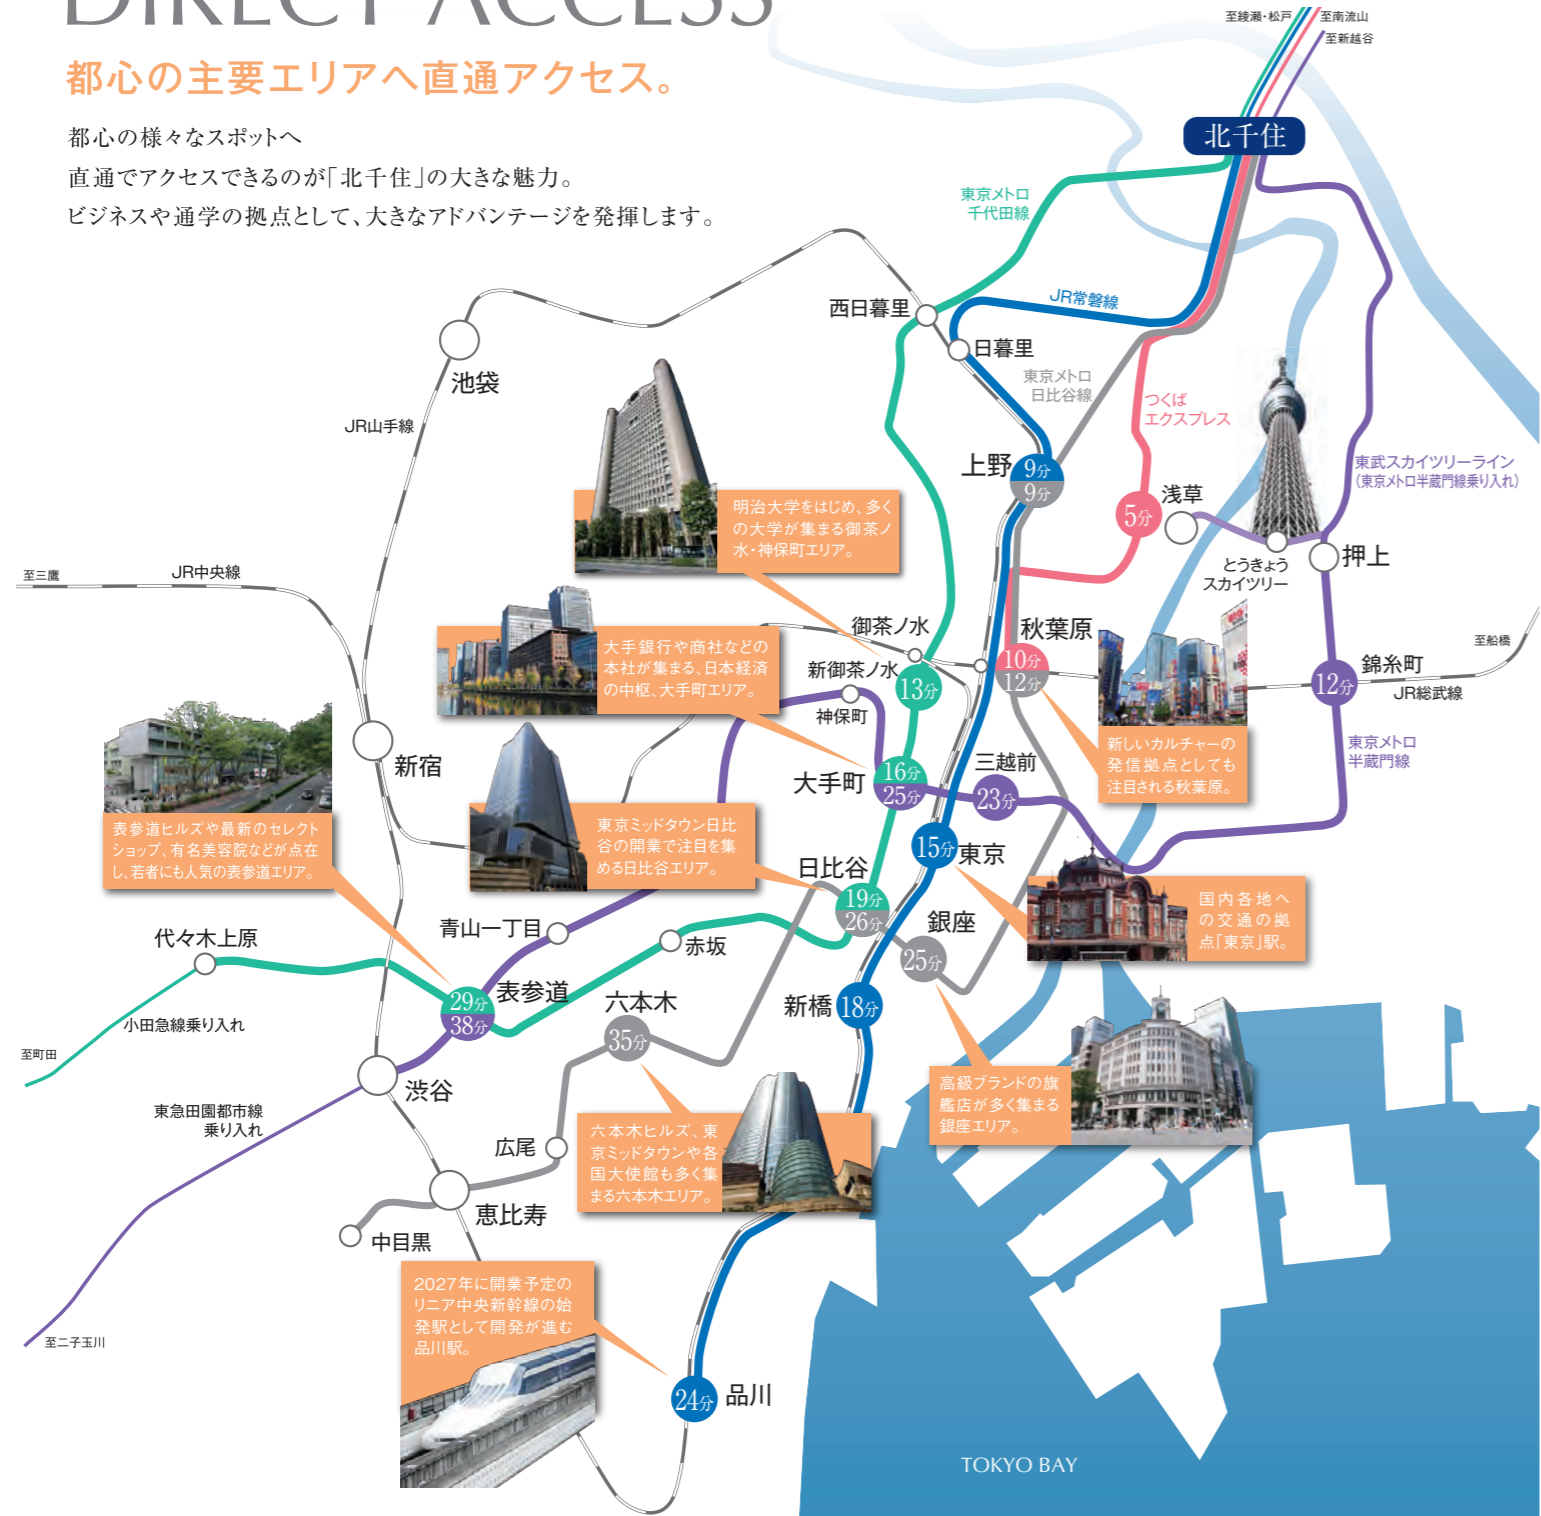 DIRECT ACCESS
都心の主要エリアへ直通アクセス。
都心の様々なスポットへ
直通でアクセスできるのが「北千住」の大きな魅力。
ビジネスや通学の拠点として、大きなアドバンテージを発揮します。
至綾瀬・松戸
至南流山
至新越谷
北千住
東京メトロ
千代田線
JR常磐線
西日暮里
日暮里
東京メトロ
日比谷線
つくば
エクスプレス
池袋
JR山手線
上野
9分
9分
5分
浅草
東武スカイツリーライン
(東京メトロ半蔵門線乗り入れ)
とうきょう
スカイツリー
押上
明治大学をはじめ、多く
の大学が集まる御茶ノ
水・神保町エリア。
至三鷹
JR中央線
御茶ノ水
秋葉原
10分
12分
至船橋
錦糸町
12分
JR総武線
大手銀行や商社などの
本社が集まる、日本経済
の中枢、大手町エリア。
新御茶ノ水
13分
神保町
新宿
新しいカルチャーの
発信拠点としても
注目される秋葉原。
東京メトロ
半蔵門線
大手町
16分
25分
三越前
23分
表参道ヒルズや最新のセレクト
ショップ、有名美容院などが点在
し、若者にも人気の表参道エリア。
東京ミッドタウン日比
谷の開業で注目を集
める日比谷エリア。
日比谷
19分
26分
15分
東京
国内各地へ
の交通の拠
点「東京」駅。
銀座
25分
青山一丁目
赤坂
代々木上原
表参道
29分
38分
六本木
35分
新橋
18分
小田急線乗り入れ
至町田
渋谷
東急田園都市線
乗り入れ
高級ブランドの旗
艦店が多く集まる
銀座エリア。
広尾
六本木ヒルズ、東
京ミッドタウンや各
国大使館も多く集
まる六本木エリア。
恵比寿
中目黒
2027年に開業予定の
リニア中央新幹線の始
発駅として開発が進む
品川駅。
至二子玉川
24分
品川
TOKYO BAY